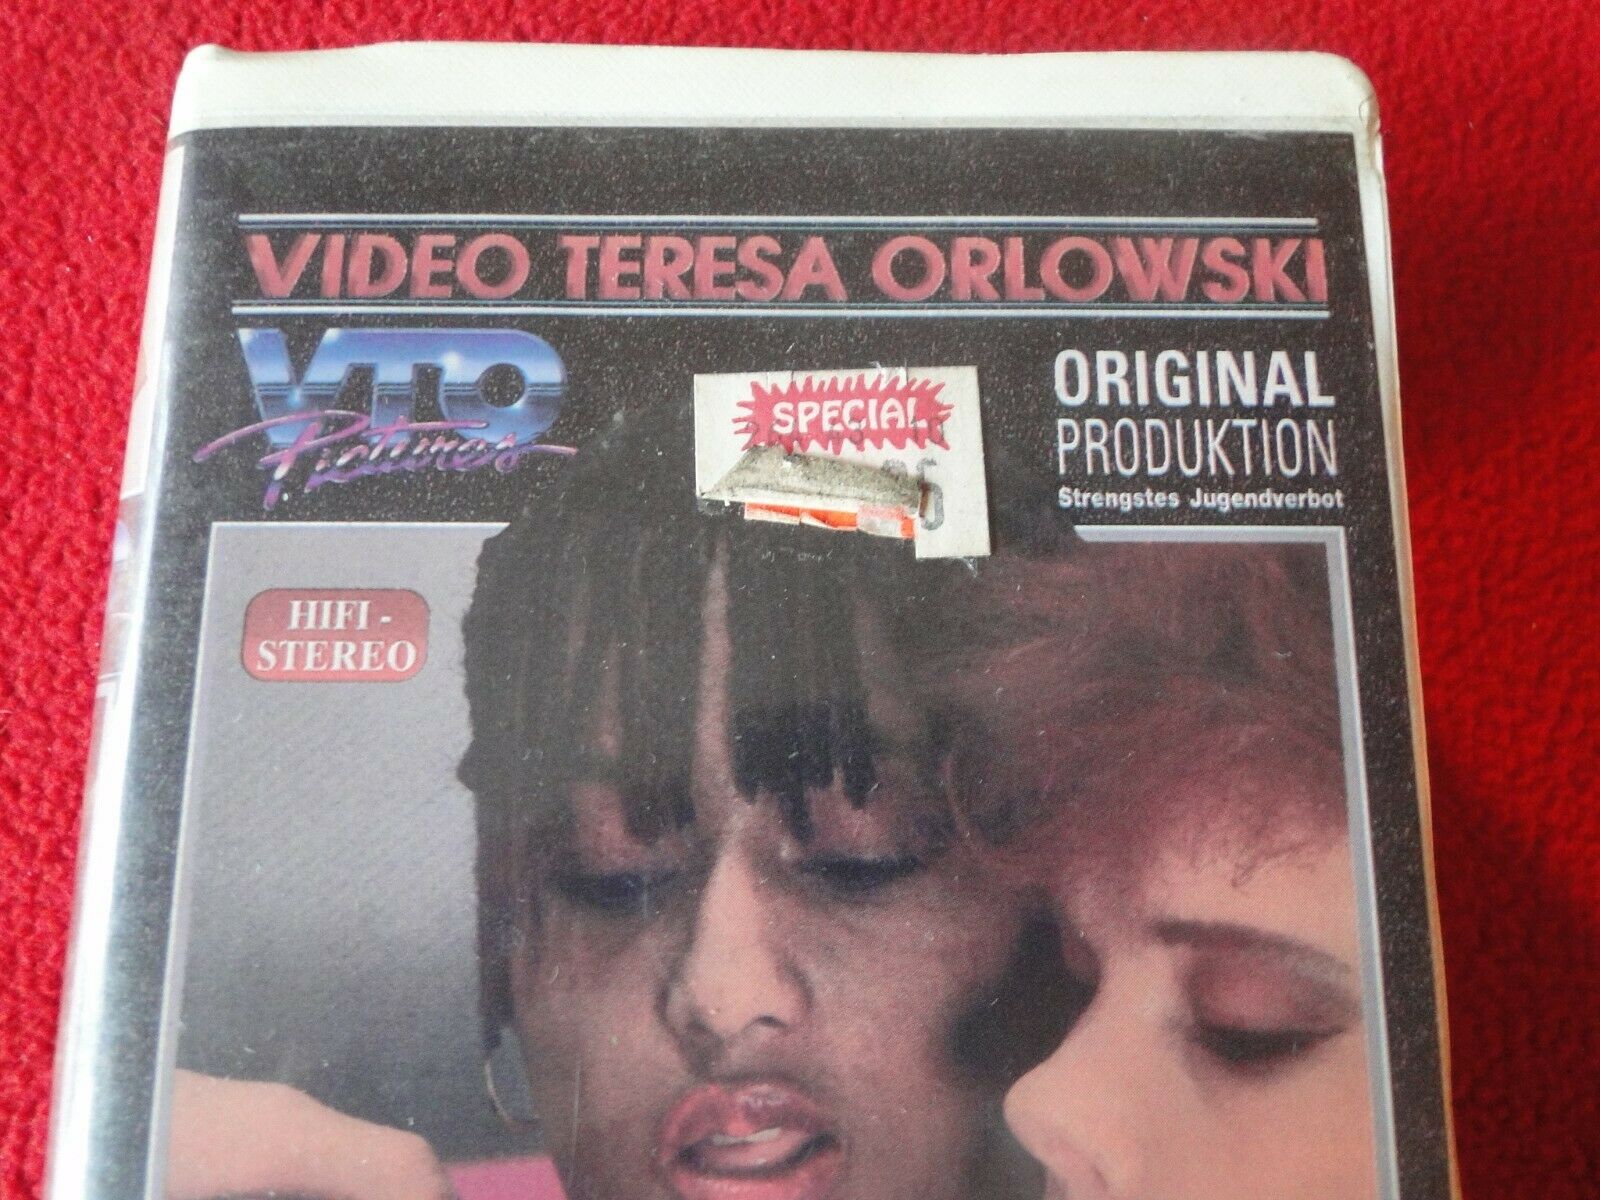 VIDEO TERESA ORLOWSKI
VTO
Pictures
SPECIAL
ORIGINAL
PRODUKTION
Strengstes Jugendverbot
HIFI -
STEREO